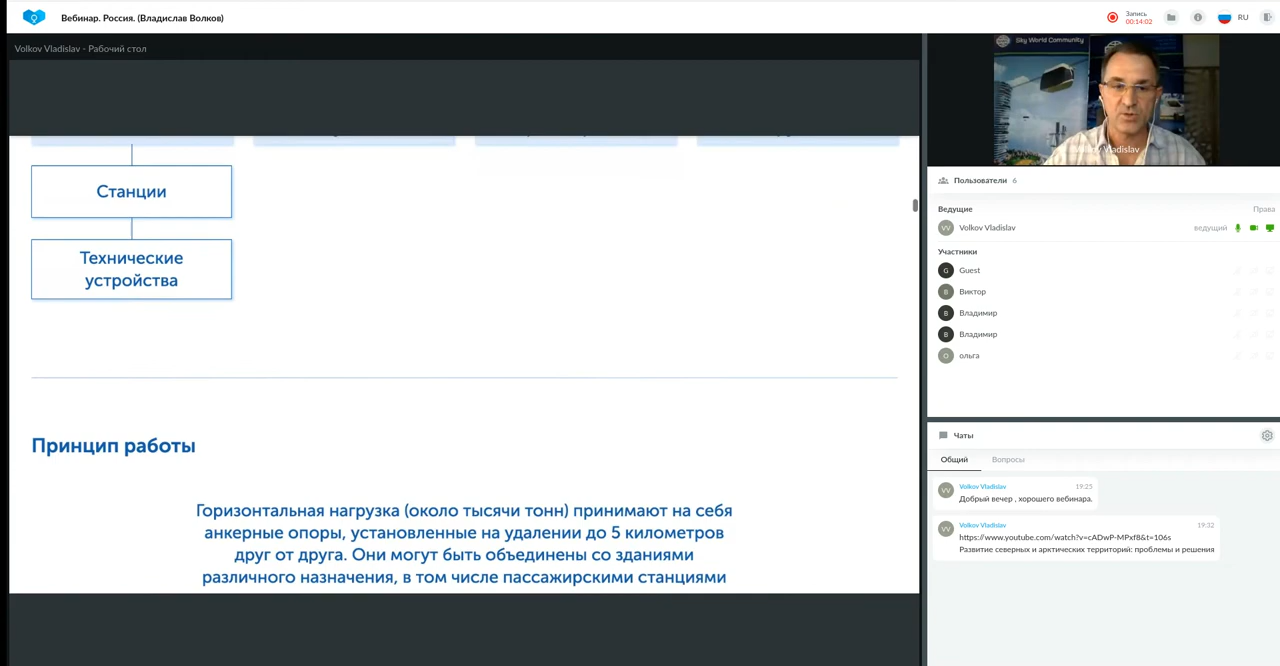 Вебинар. Россия. (Владислав Волков)
Запись
00:14:02
RU
Volkov Vladislav - Рабочий стол
Станции
Технические
устройства
Принцип работы
Горизонтальная нагрузка (около тысячи тонн) принимают на себя
анкерные опоры, установленные на удалении до 5 километров
друг от друга. Они могут быть объединены со зданиями
различного назначения, в том числе пассажирскими станциями
Sky World Community
Volkov Vladislav
Пользователи 6
Ведущие Права
VV Volkov Vladislav ведущий
Участники
G Guest
В Виктор
В Владимир
В Владимир
О ольга
Чаты
Общий Вопросы
VV Volkov Vladislav 19:25
Добрый вечер , хорошего вебинара.
VV Volkov Vladislav 19:32
https://www.youtube.com/watch?v=cADwP-MPxf8&t=106s
Развитие северных и арктических территорий: проблемы и решения